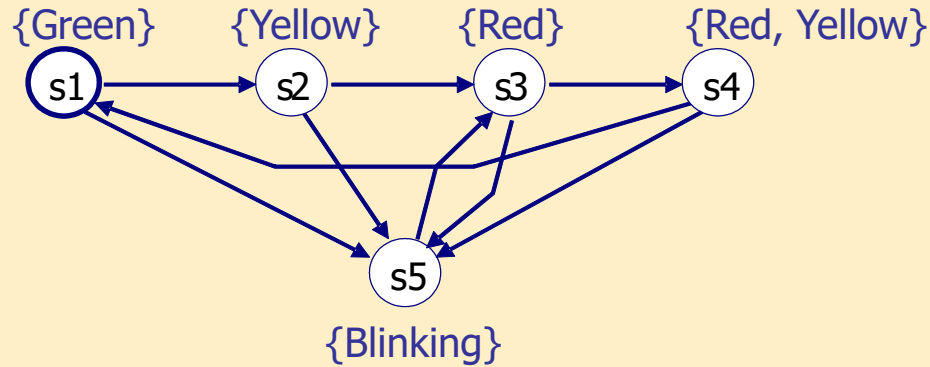 {Green} {Yellow} {Red} {Red, Yellow}
s1 s2 s3 s4
s5
{Blinking}